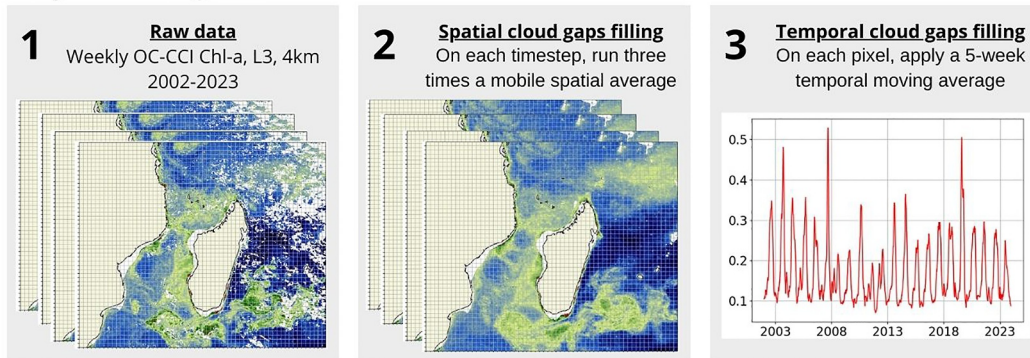 1
Raw data
Weekly OC-CCI Chl-a, L3, 4km
2002-2023
2
Spatial cloud gaps filling
On each timestep, run three
times a mobile spatial average
3
Temporal cloud gaps filling
On each pixel, apply a 5-week
temporal moving average
0.5
0.4
0.3
0.2
0.1
2003 2008 2013 2018 2023